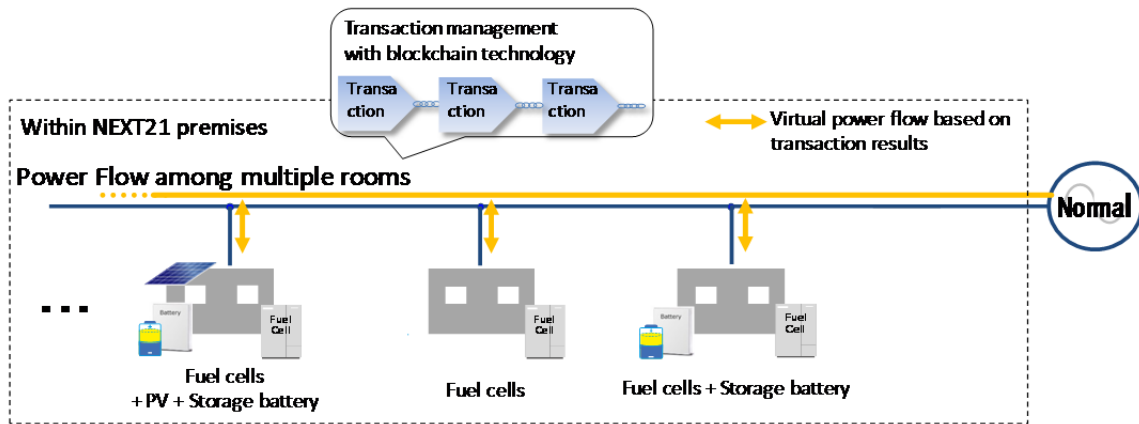 Transaction management
with blockchain technology
Transa
ction
Transa
ction
Transa
ction
Within NEXT21 premises
Virtual power flow based on
transaction results
Power Flow among multiple rooms
Normal
...
Battery
Fuel
Cell
Fuel
Cell
Battery
Fuel
Cell
Fuel cells
+ PV + Storage battery
Fuel cells
Fuel cells + Storage battery